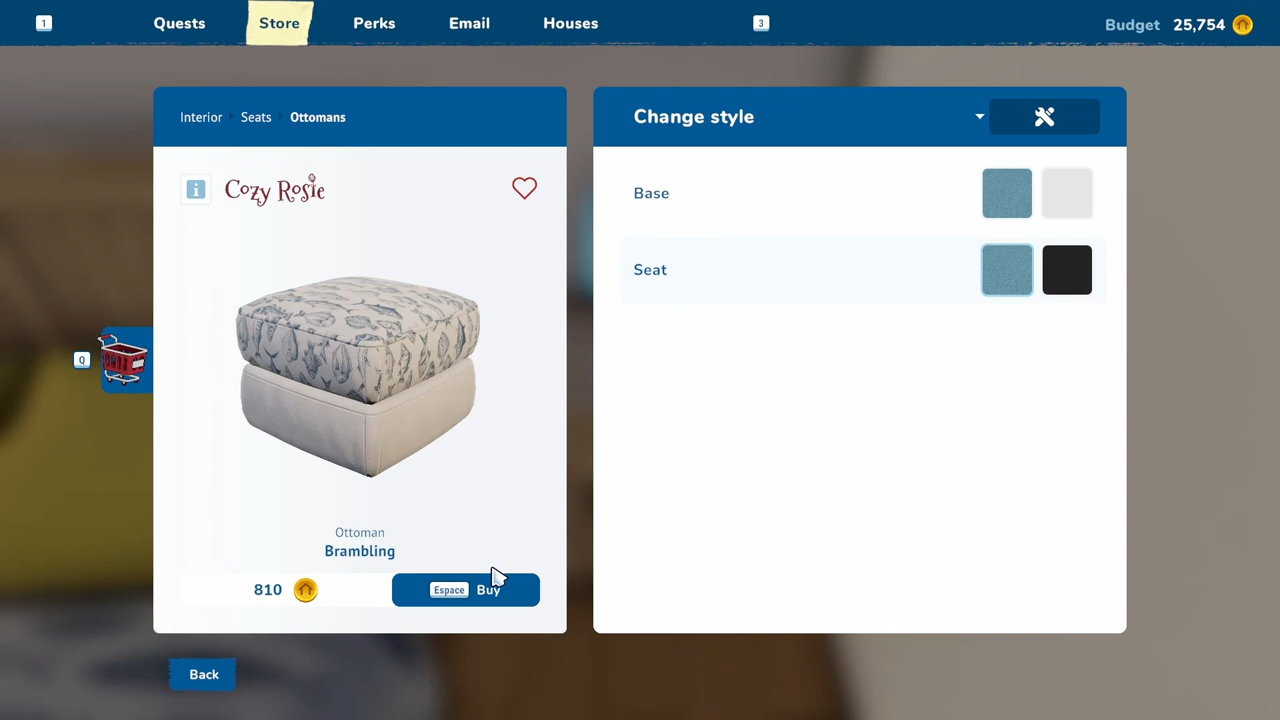 1 Quests Store Perks Email Houses 3 Budget 25,754
Interior Seats Ottomans
Change style
i Cozy Rosie
Base
Seat
Q
Ottoman
Brambling
810 Espace Buy
Back